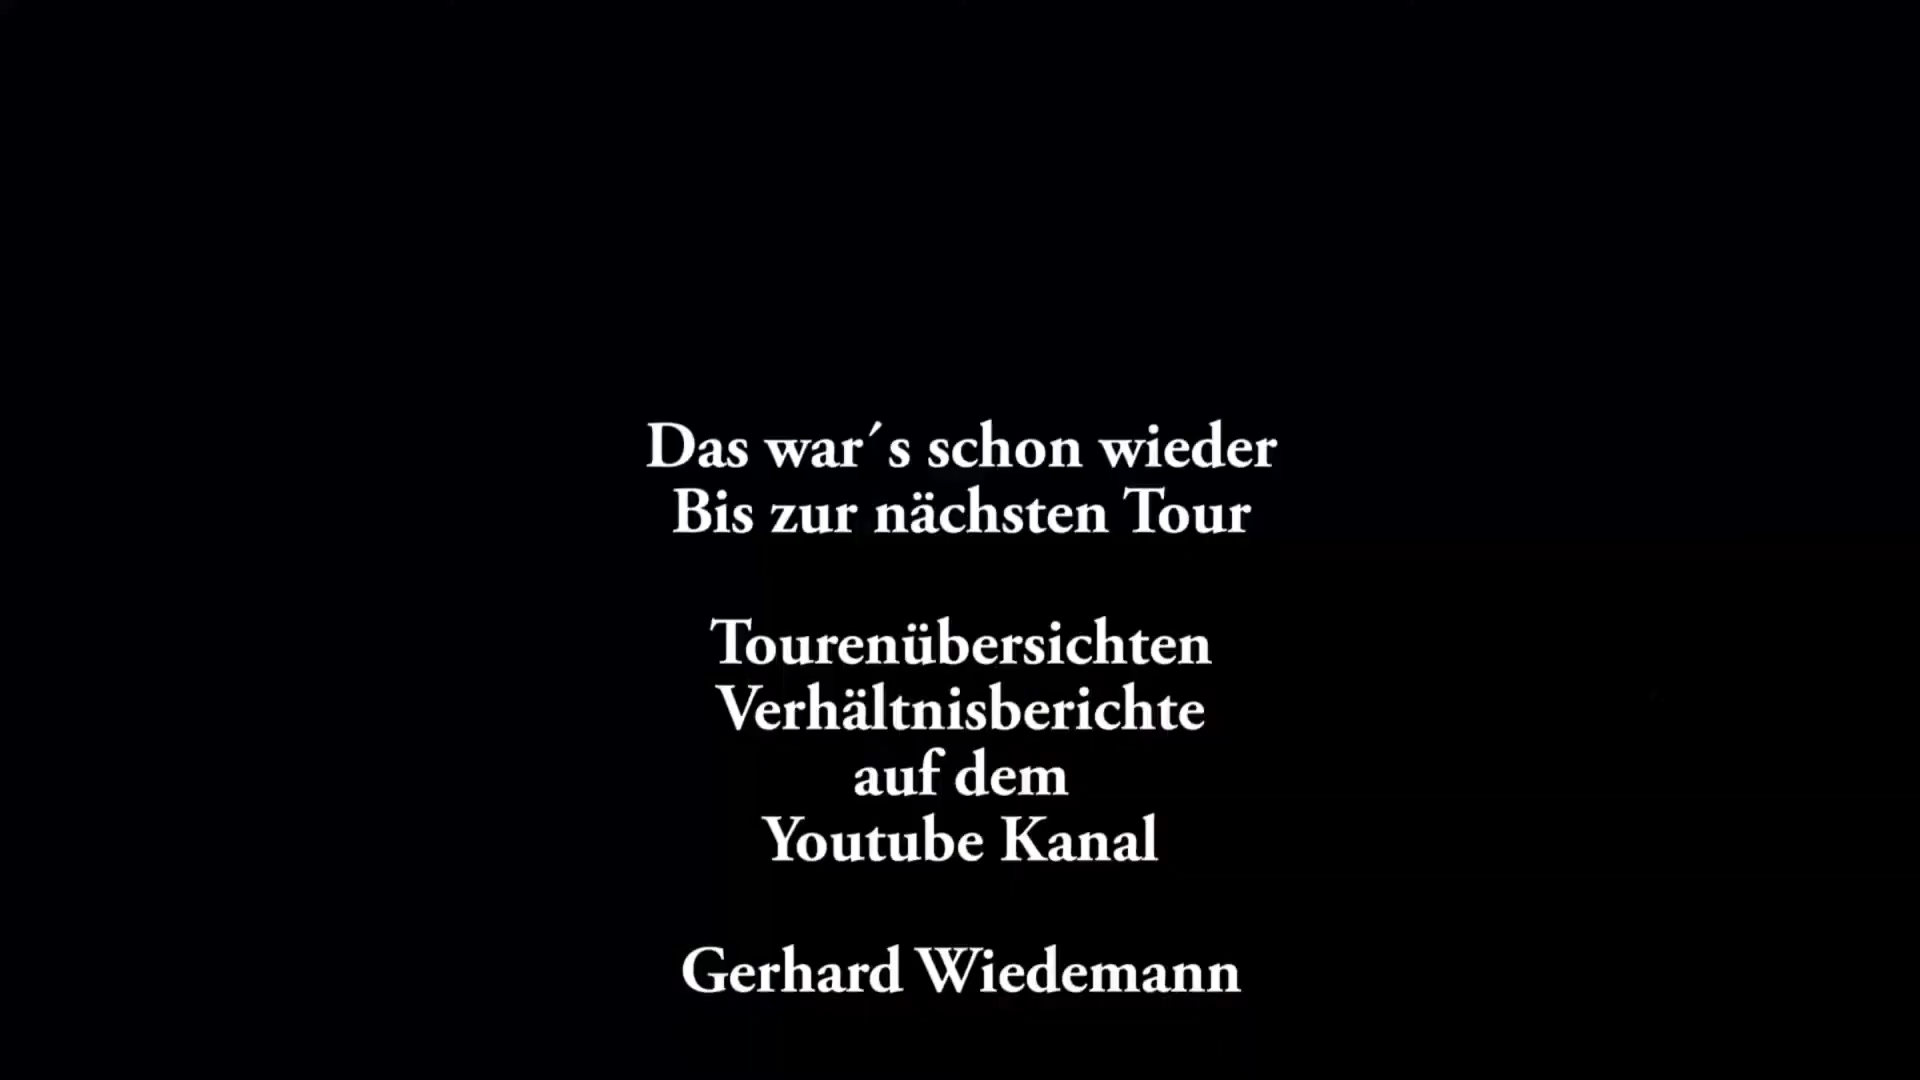 Das war´s schon wieder
Bis zur nächsten Tour
Tourenübersichten
Verhältnisberichte
auf dem
Youtube Kanal
Gerhard Wiedemann